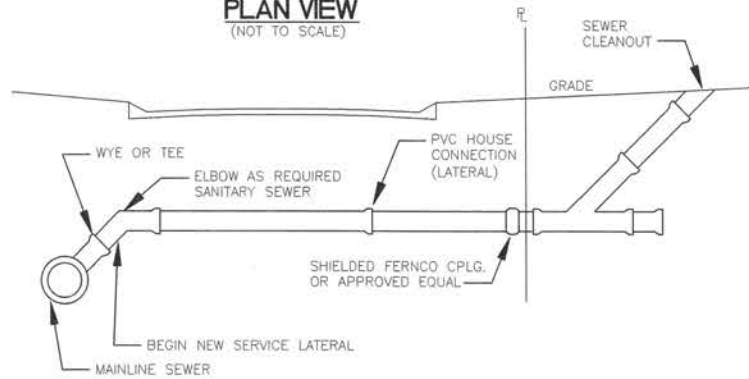 PLAN VIEW
(NOT TO SCALE)
PL
SEWER
CLEANOUT
GRADE
WYE OR TEE
PVC HOUSE
CONNECTION
(LATERAL)
ELBOW AS REQUIRED
SANITARY SEWER
SHIELDED FERNCO CPLG.
OR APPROVED EQUAL
BEGIN NEW SERVICE LATERAL
MAINLINE SEWER